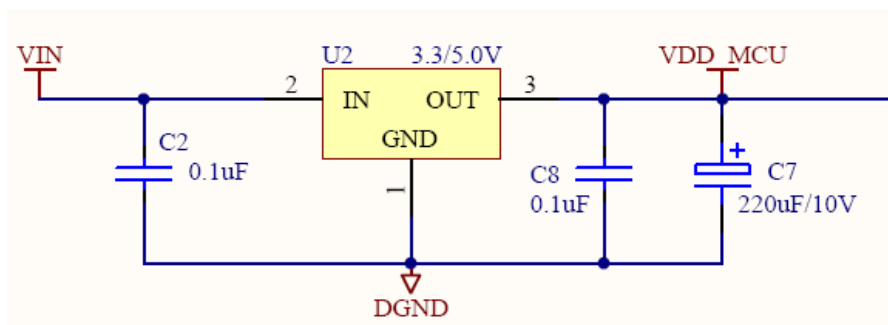 VIN
U2
3.3/5.0V
VDD_MCU
2
IN
OUT
3
GND
C2
0.1uF
1
C8
0.1uF
+
C7
220uF/10V
DGND